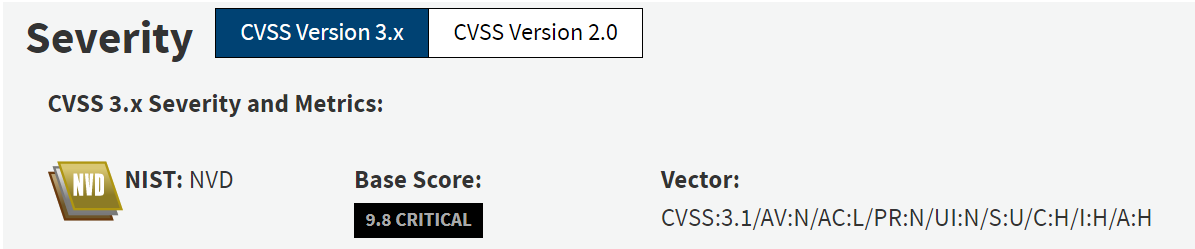 Severity
CVSS Version 3.x
CVSS Version 2.0
CVSS 3.x Severity and Metrics:
NVD
NIST: NVD
Base Score:
9.8 CRITICAL
Vector:
CVSS:3.1/AV:N/AC:L/PR:N/UI:N/S:U/C:H/I:H/A:H